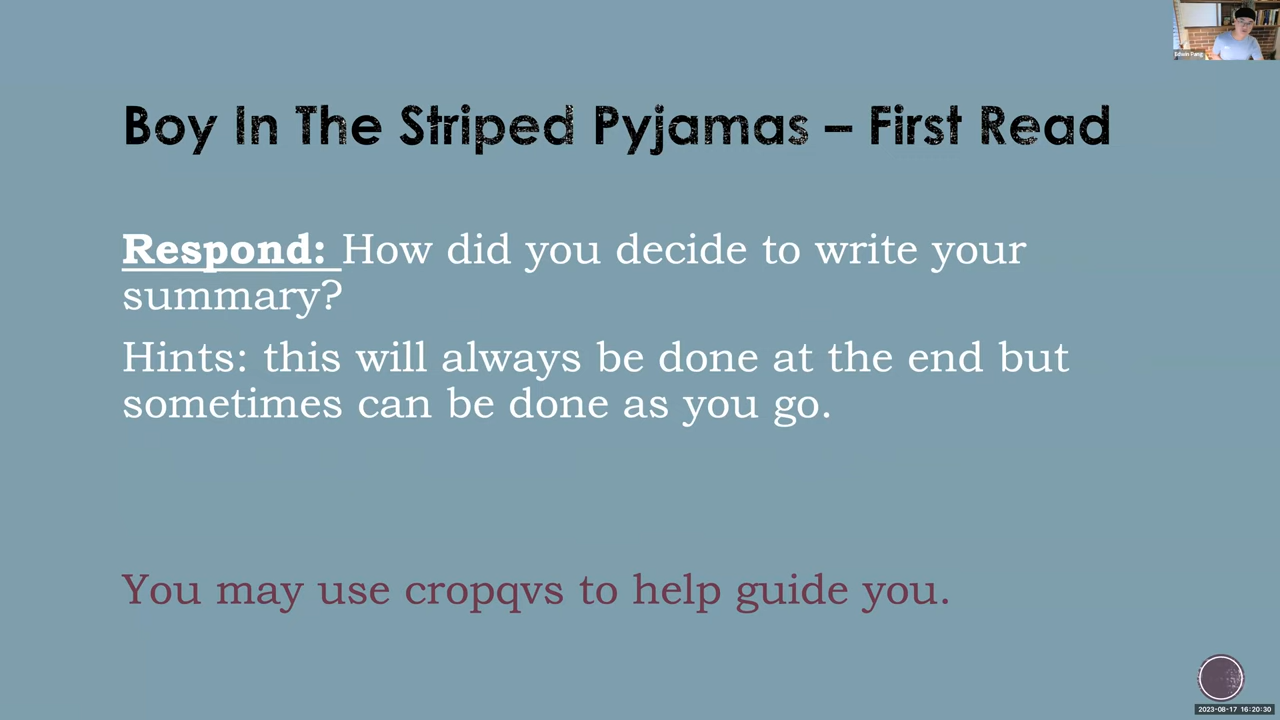 Edwin Pang
Boy In The Striped Pyjamas – First Read
Respond: How did you decide to write your
summary?
Hints: this will always be done at the end but
sometimes can be done as you go.
You may use cropqvs to help guide you.
2023-08-17 16:20:30